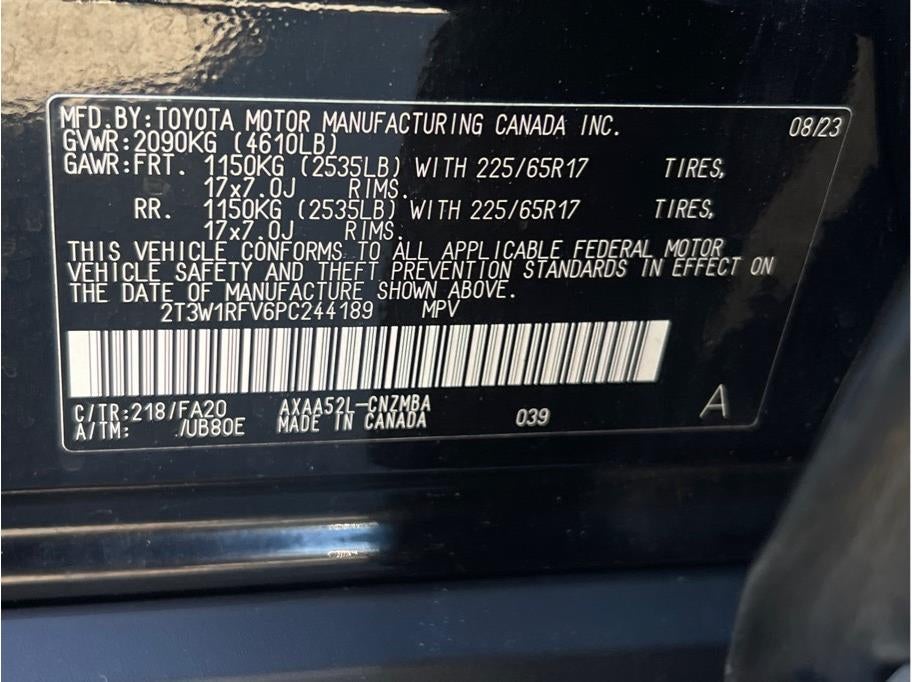 MFD.BY:TOYOTA MOTOR MANUFACTURING CANADA INC. 08/23
GVWR:2090KG (4610LB)
GAWR:FRT. 1150KG (2535LB) WITH 225/65R17 TIRES,
17x7.0J RIMS.
RR. 1150KG (2535LB) WITH 225/65R17 TIRES,
17x7.0J RIMS.
THIS VEHICLE CONFORMS TO ALL APPLICABLE FEDERAL MOTOR
VEHICLE SAFETY AND THEFT PREVENTION STANDARDS IN EFFECT ON
THE DATE OF MANUFACTURE SHOWN ABOVE.
2T3W1RFV6PC244189 MPV
C/TR:218/FA20 AXAA52L-CNZMBA 039 A
A/TM: /UB80E MADE IN CANADA